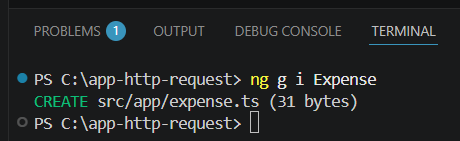 PROBLEMS 1 OUTPUT DEBUG CONSOLE TERMINAL
PS C:\app-http-request> ng g i Expense
CREATE src/app/expense.ts (31 bytes)
PS C:\app-http-request>